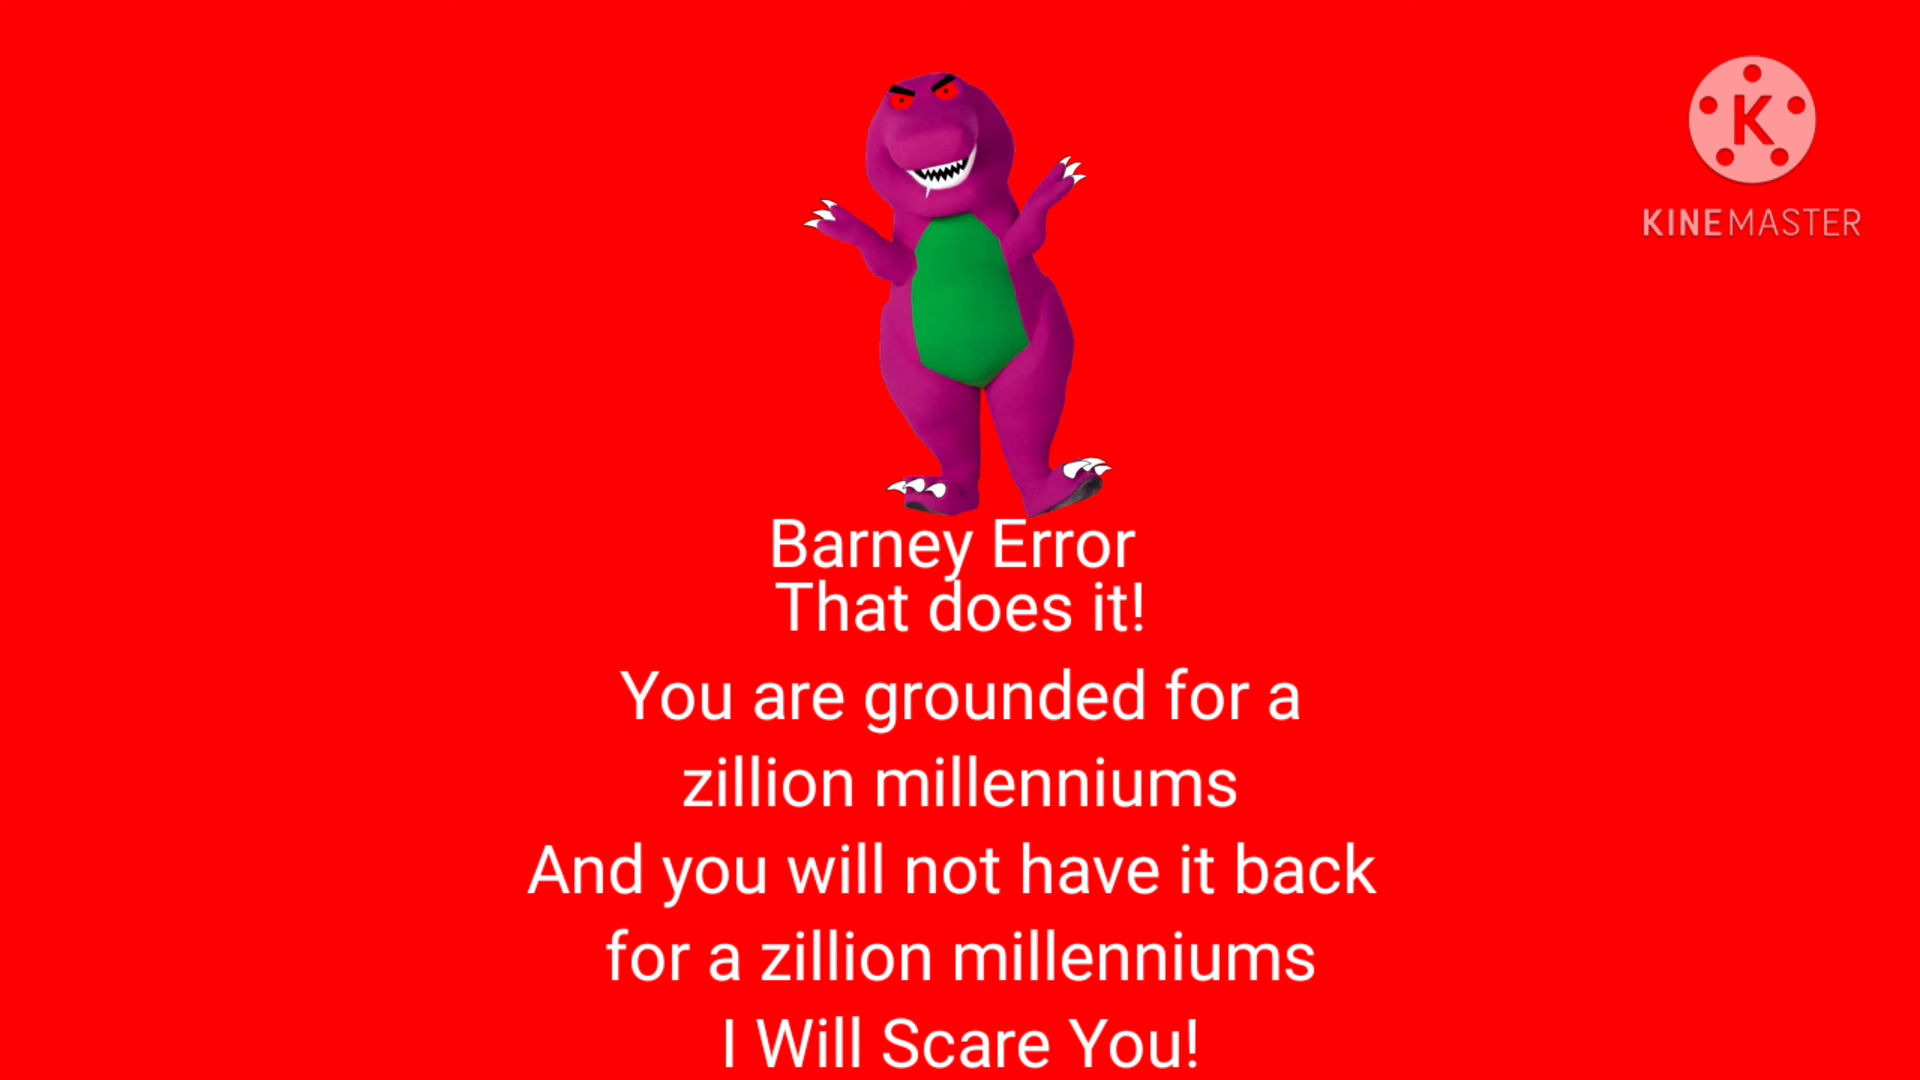 K
KINEMASTER
Barney Error
That does it!
You are grounded for a
zillion millenniums
And you will not have it back
for a zillion millenniums
I Will Scare You!